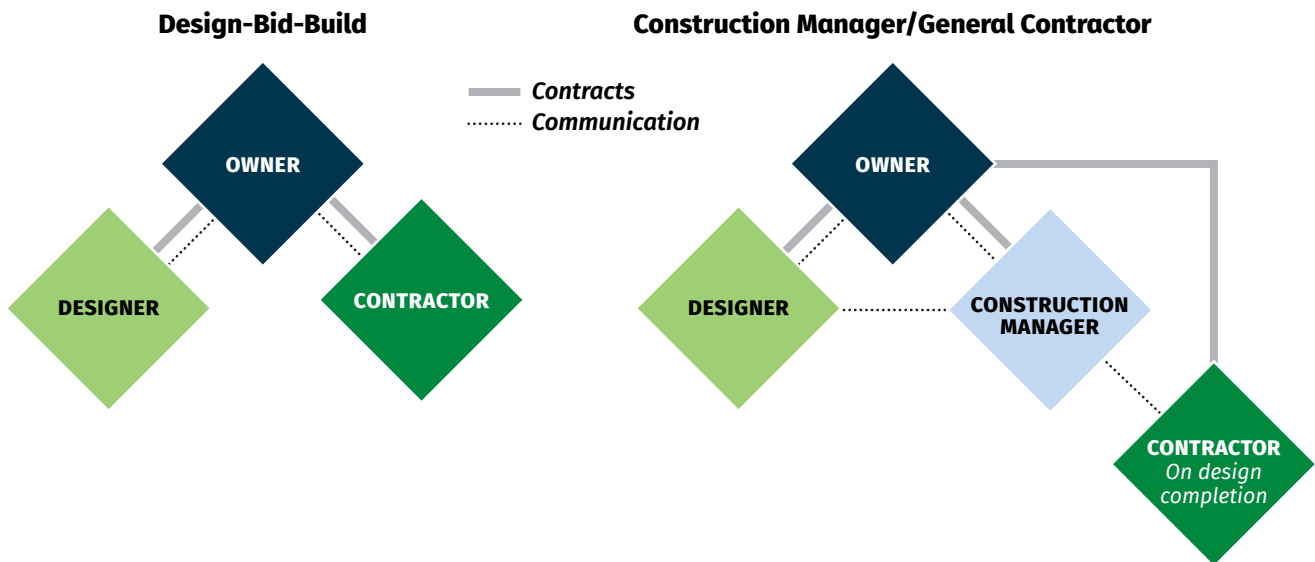 Design-Bid-Build
Construction Manager/General Contractor
Contracts
Communication
OWNER
DESIGNER
CONTRACTOR
OWNER
DESIGNER
CONSTRUCTION
MANAGER
CONTRACTOR
On design
completion